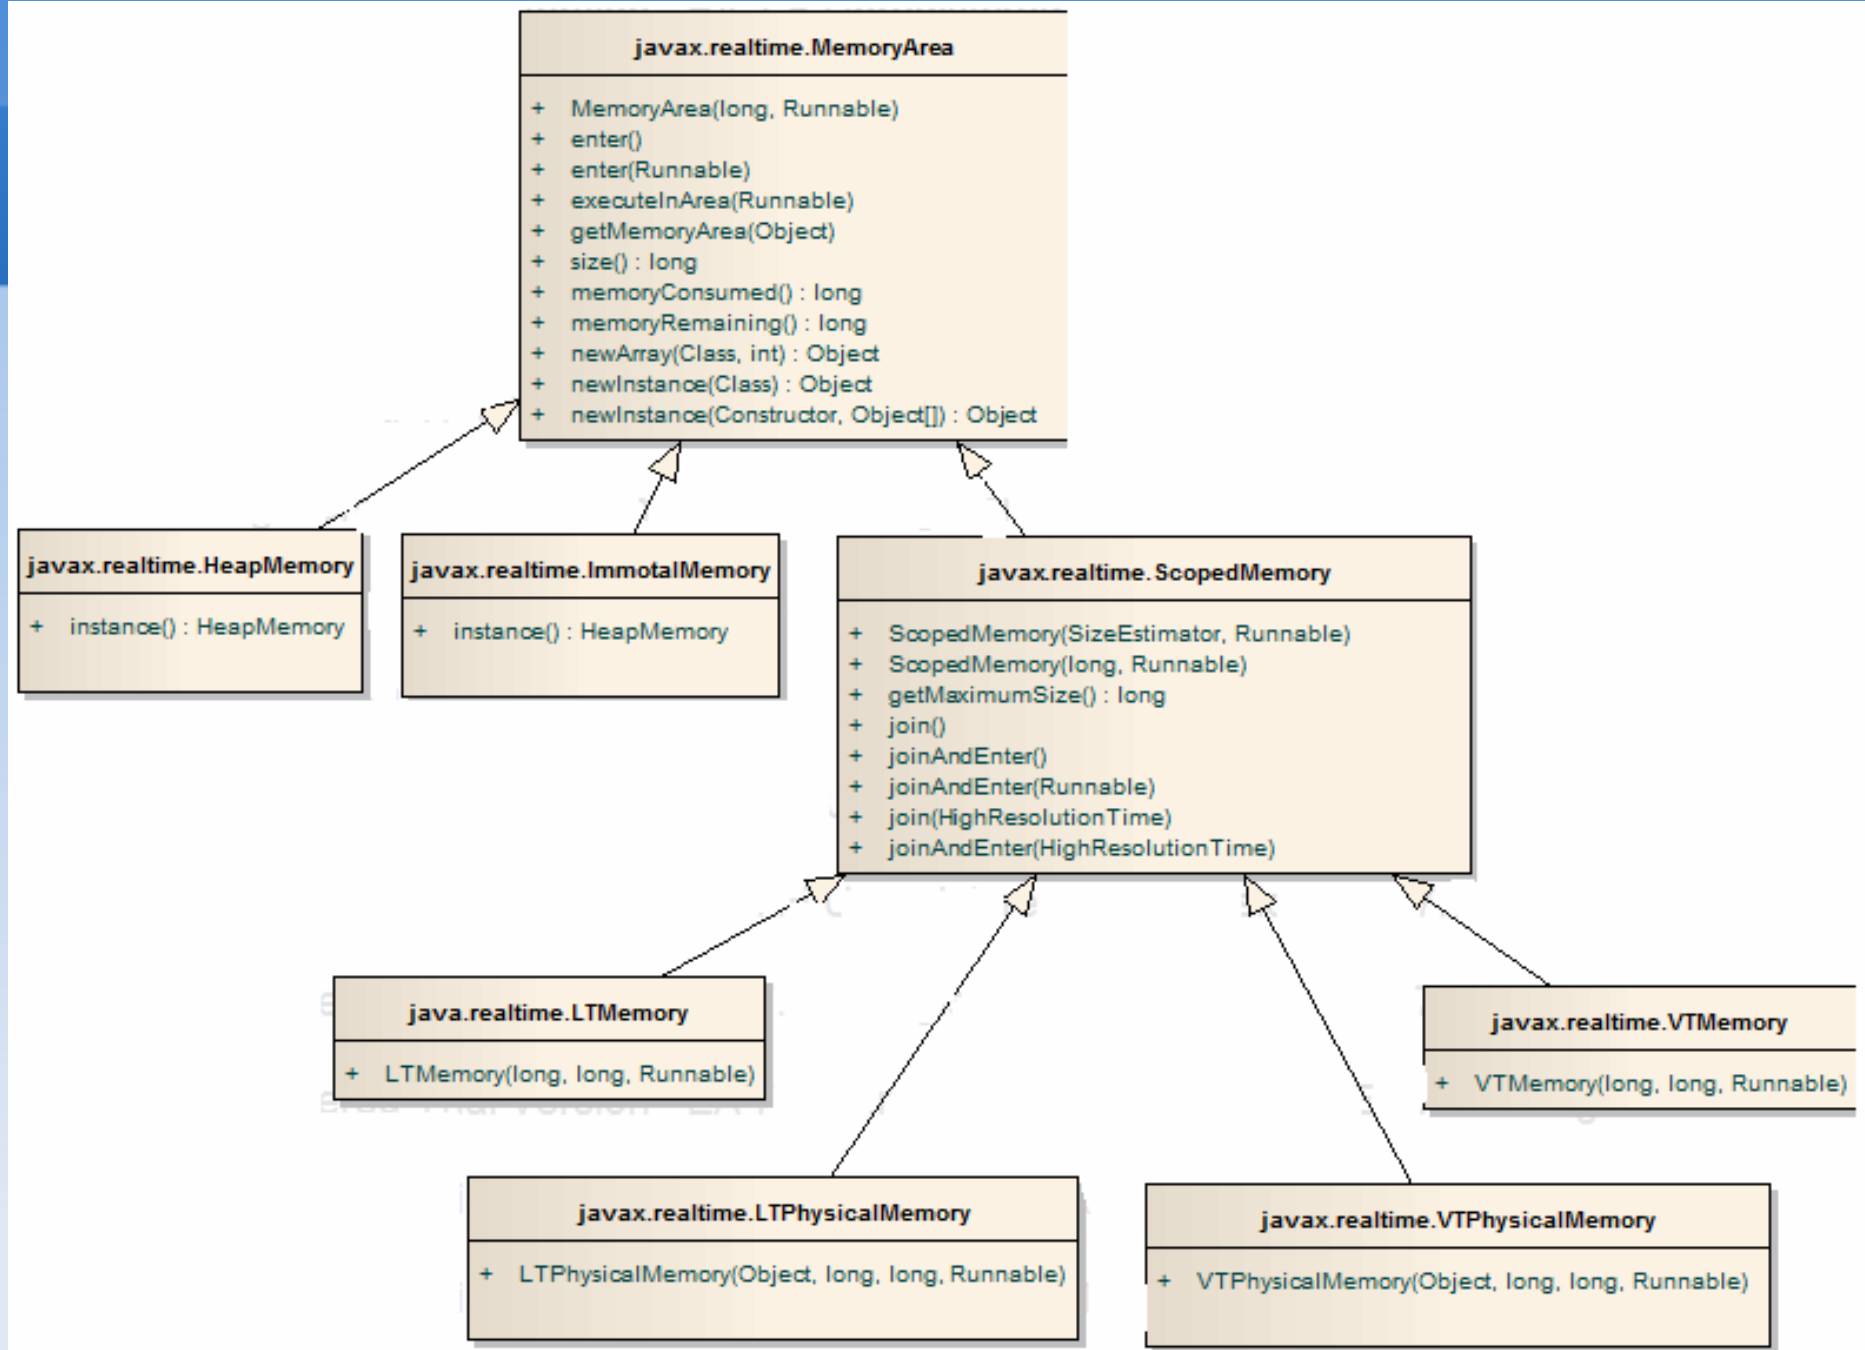 javax.realtime.MemoryArea
+ MemoryArea(long, Runnable)
+ enter()
+ enter(Runnable)
+ executeInArea(Runnable)
+ getMemoryArea(Object)
+ size() : long
+ memoryConsumed() : long
+ memoryRemaining() : long
+ newArray(Class, int) : Object
+ newInstance(Class) : Object
+ newInstance(Constructor, Object[]) : Object
javax.realtime.HeapMemory
+ instance() : HeapMemory
javax.realtime.ImmotalMemory
+ instance() : HeapMemory
javax.realtime.ScopedMemory
+ ScopedMemory(SizeEstimator, Runnable)
+ ScopedMemory(long, Runnable)
+ getMaximumSize() : long
+ join()
+ joinAndEnter()
+ joinAndEnter(Runnable)
+ join(HighResolutionTime)
+ joinAndEnter(HighResolutionTime)
java.realtime.LTMemory
+ LTMemory(long, long, Runnable)
javax.realtime.VTMemory
+ VTMemory(long, long, Runnable)
javax.realtime.LTPhysicalMemory
+ LTPhysicalMemory(Object, long, long, Runnable)
javax.realtime.VTPhysicalMemory
+ VTPhysicalMemory(Object, long, long, Runnable)